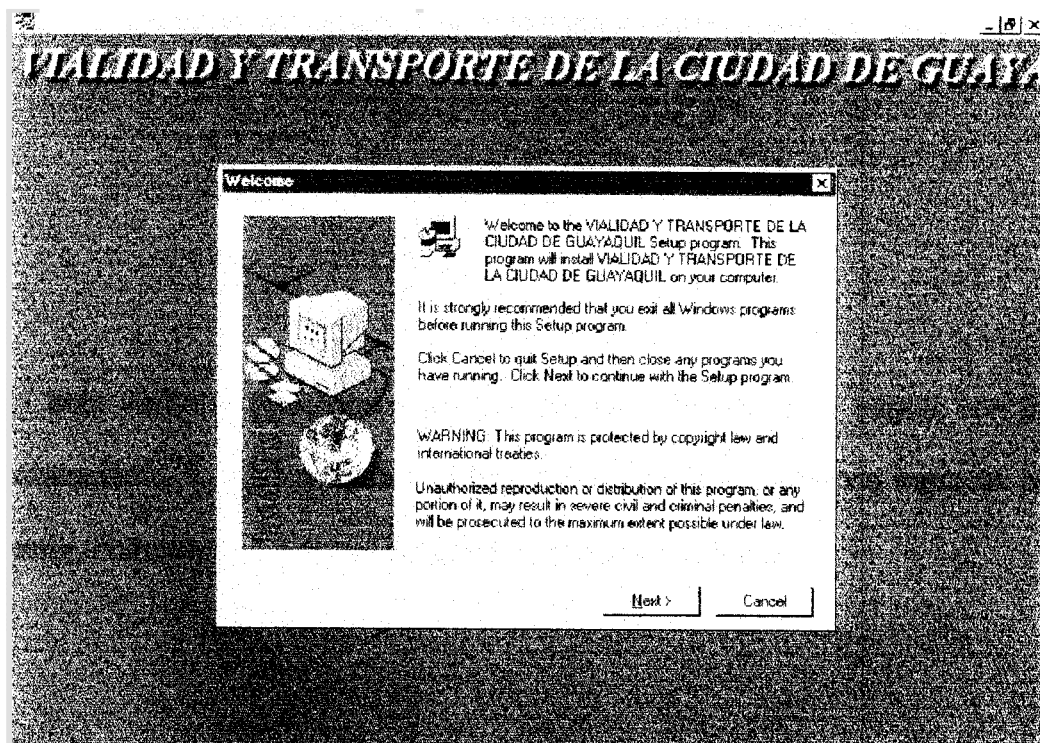 VIALIDAD Y TRANSPORTE DE LA CIUDAD DE GUAYA
Welcome
Welcome to the VIALIDAD Y TRANSPORTE DE LA
CIUDAD DE GUAYAQUIL Setup program. This
program will install VIALIDAD Y TRANSPORTE DE
LA CIUDAD DE GUAYAQUIL on your computer.
It is strongly recommended that you exit all Windows programs
before running this Setup program.
Click Cancel to quit Setup and then close any programs you
have running. Click Next to continue with the Setup program.
WARNING: This program is protected by copyright law and
international treaties.
Unauthorized reproduction or distribution of this program, or any
portion of it, may result in severe civil and criminal penalties, and
will be prosecuted to the maximum extent possible under law.
Next > Cancel